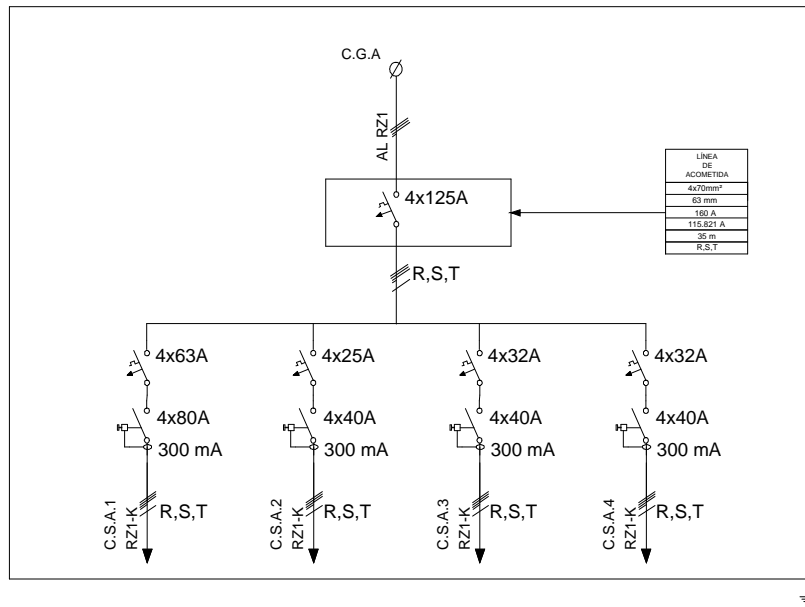 C.G.A
AL RZ1
4x125A
LÍNEA
DE
ACOMETIDA
4x70mm²
63 mm
160 A
115.821 A
35 m
R,S,T
R,S,T
4x63A
4x25A
4x32A
4x32A
4x80A
4x40A
4x40A
4x40A
300 mA
300 mA
300 mA
300 mA
C.S.A.1
RZ1-K
R,S,T
C.S.A.2
RZ1-K
R,S,T
C.S.A.3
RZ1-K
R,S,T
C.S.A.4
RZ1-K
R,S,T